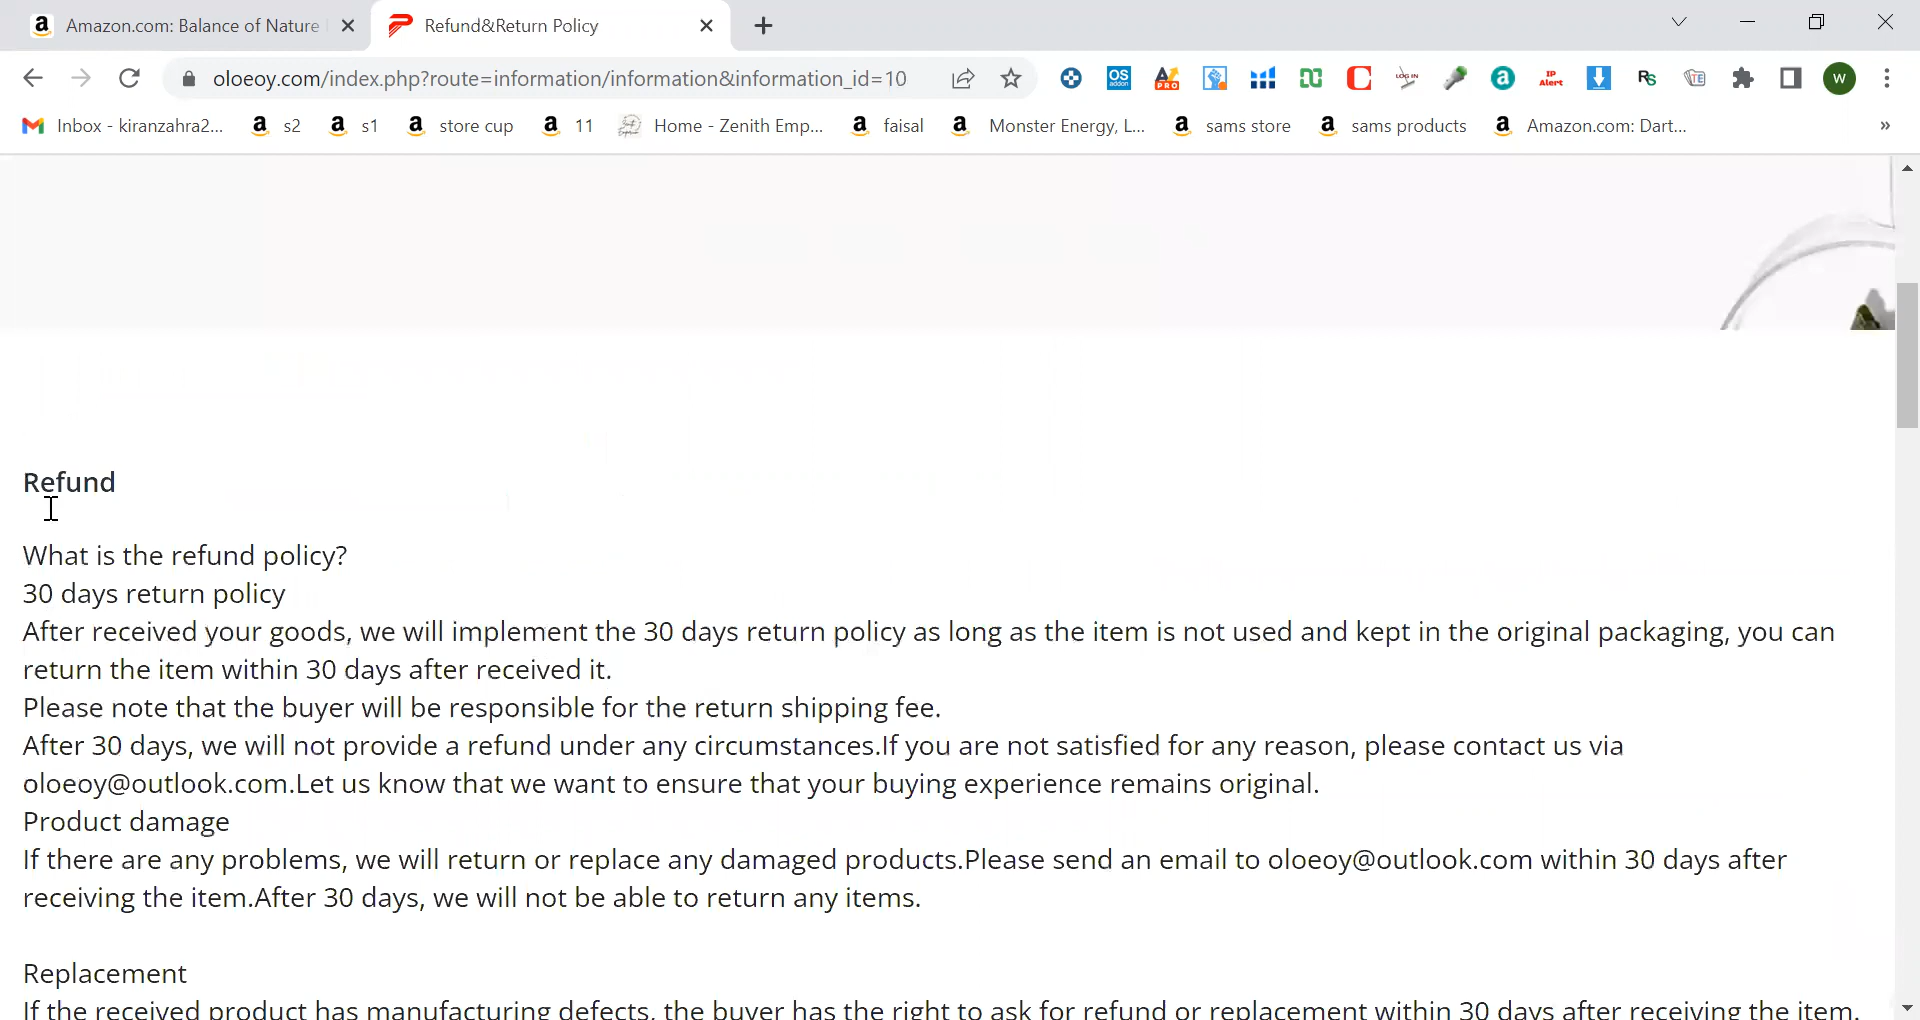 Amazon.com: Balance of Nature
Refund&Return Policy
oloeoy.com/index.php?route=information/information&information_id=10
OS addon
PRO
LOG IN
a
IP Alert
RS
TE
W
Inbox - kiranzahra2...
a s2
a s1
a store cup
a 11
Home - Zenith Emp...
a faisal
a Monster Energy, L...
a sams store
a sams products
a Amazon.com: Dart...
»
Refund
What is the refund policy?
30 days return policy
After received your goods, we will implement the 30 days return policy as long as the item is not used and kept in the original packaging, you can
return the item within 30 days after received it.
Please note that the buyer will be responsible for the return shipping fee.
After 30 days, we will not provide a refund under any circumstances.If you are not satisfied for any reason, please contact us via
oloeoy@outlook.com.Let us know that we want to ensure that your buying experience remains original.
Product damage
If there are any problems, we will return or replace any damaged products.Please send an email to oloeoy@outlook.com within 30 days after
receiving the item.After 30 days, we will not be able to return any items.
Replacement
If the received product has manufacturing defects, the buyer has the right to ask for refund or replacement within 30 days after receiving the item.